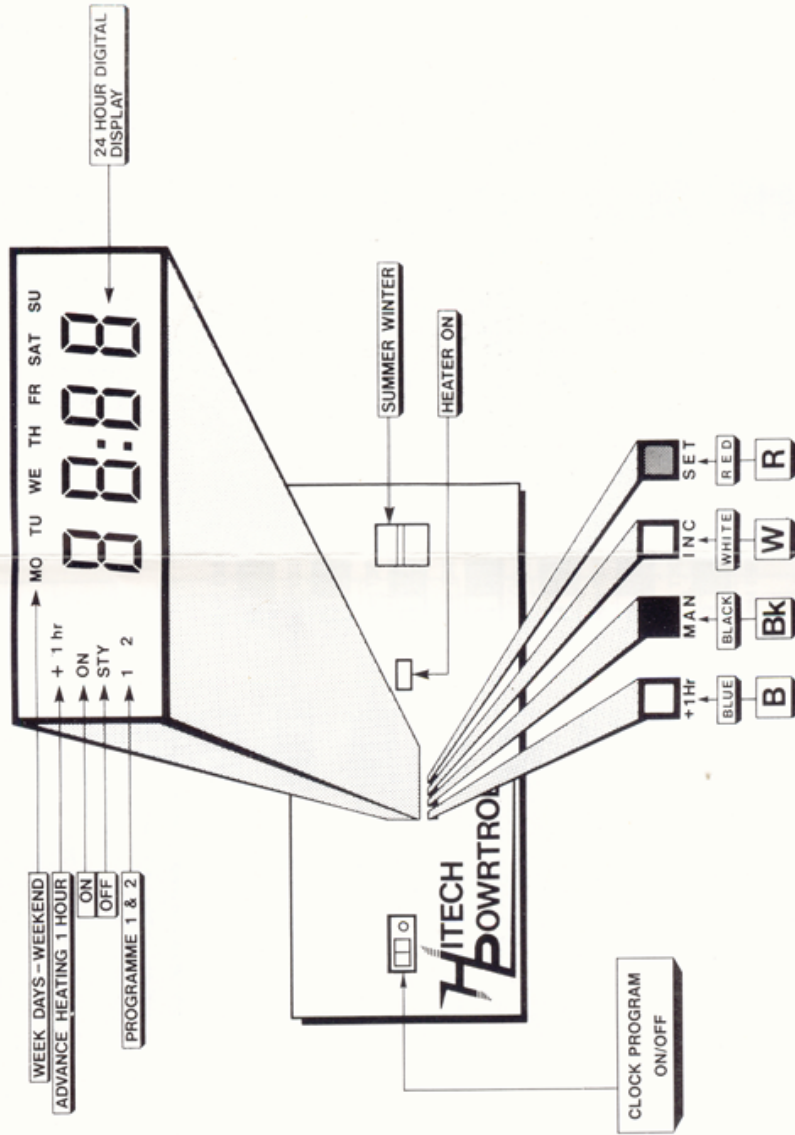 WEEK DAYS – WEEKEND
ADVANCE HEATING 1 HOUR
ON
OFF
PROGRAMME 1 & 2
MO TU WE TH FR SAT SU
+ 1 hr
ON
STY
1 2
88:88
24 HOUR DIGITAL
DISPLAY
SUMMER WINTER
HEATER ON
HITECH
POWRTROL
CLOCK PROGRAM
ON/OFF
+1Hr MAN INC SET
BLUE BLACK WHITE RED
B Bk W R